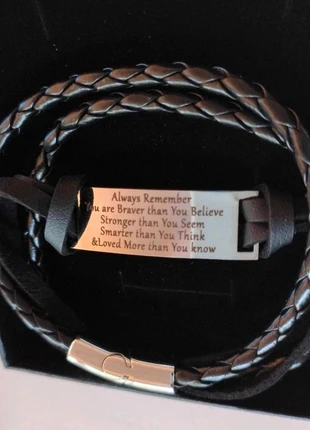 Always Remember
You are Braver than You Believe
Stronger than You Seem
Smarter than You Think
&Loved More than You know